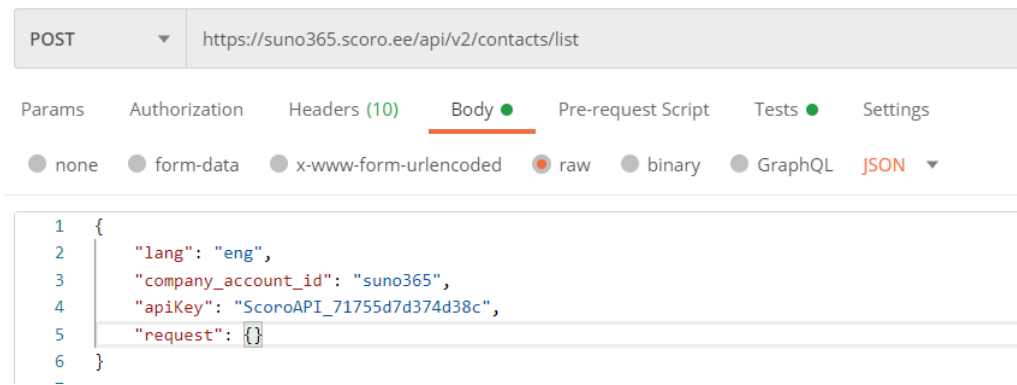 POST https://suno365.scoro.ee/api/v2/contacts/list
Params Authorization Headers (10) Body Pre-request Script Tests Settings
none form-data x-www-form-urlencoded raw binary GraphQL JSON
1 {
2 "lang": "eng",
3 "company_account_id": "suno365",
4 "apiKey": "ScoroAPI_71755d7d374d38c",
5 "request": {}
6 }